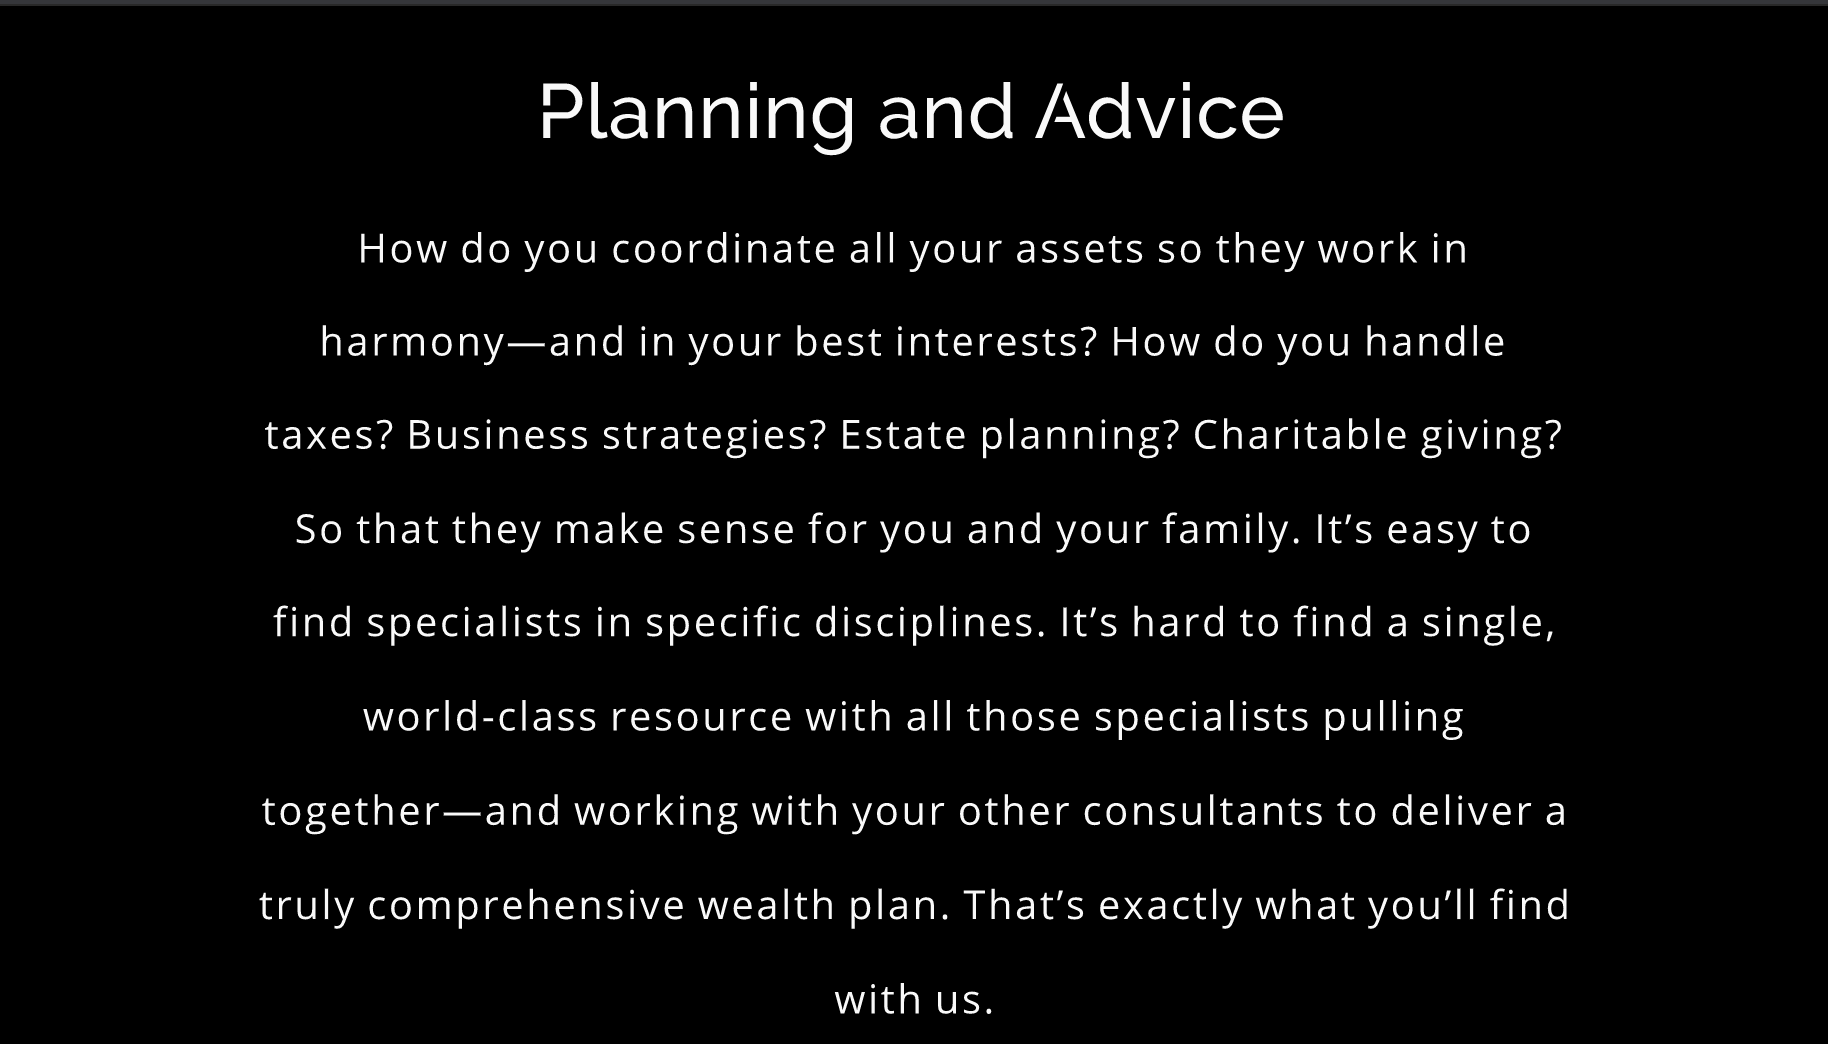 Planning and Advice
How do you coordinate all your assets so they work in
harmony—and in your best interests? How do you handle
taxes? Business strategies? Estate planning? Charitable giving?
So that they make sense for you and your family. It’s easy to
find specialists in specific disciplines. It’s hard to find a single,
world-class resource with all those specialists pulling
together—and working with your other consultants to deliver a
truly comprehensive wealth plan. That’s exactly what you’ll find
with us.